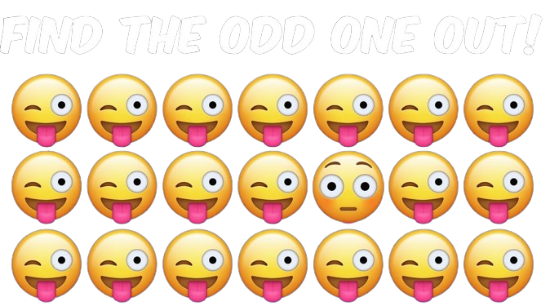 FIND THE ODD ONE OUT!